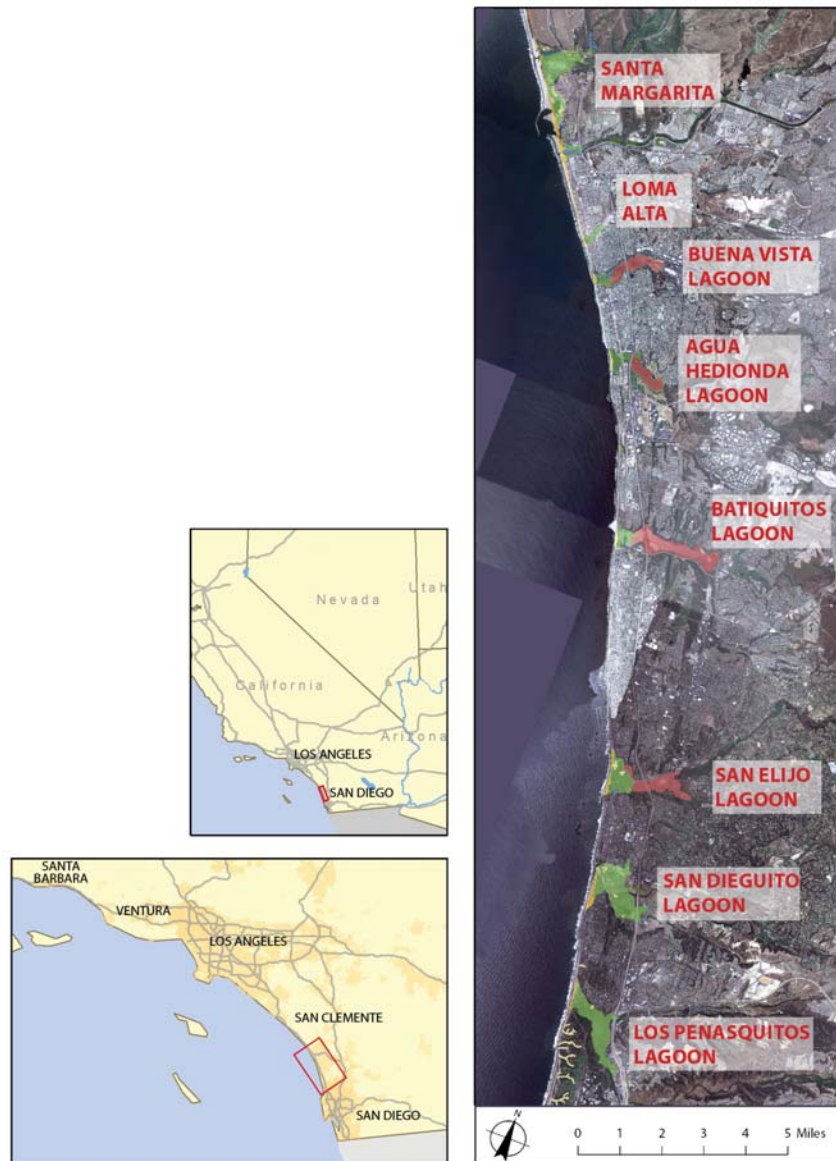 SANTA
MARGARITA
LOMA
ALTA
BUENA VISTA
LAGOON
AGUA
HEDIONDA
LAGOON
BATIQUITOS
LAGOON
SAN ELIJO
LAGOON
SAN DIEGUITO
LAGOON
LOS PENASQUITOS
LAGOON
N
0 1 2 3 4 5 Miles
Nevada
Utah
California
Arizona
LOS ANGELES
SAN DIEGO
SANTA
BARBARA
VENTURA
LOS ANGELES
SAN CLEMENTE
SAN DIEGO